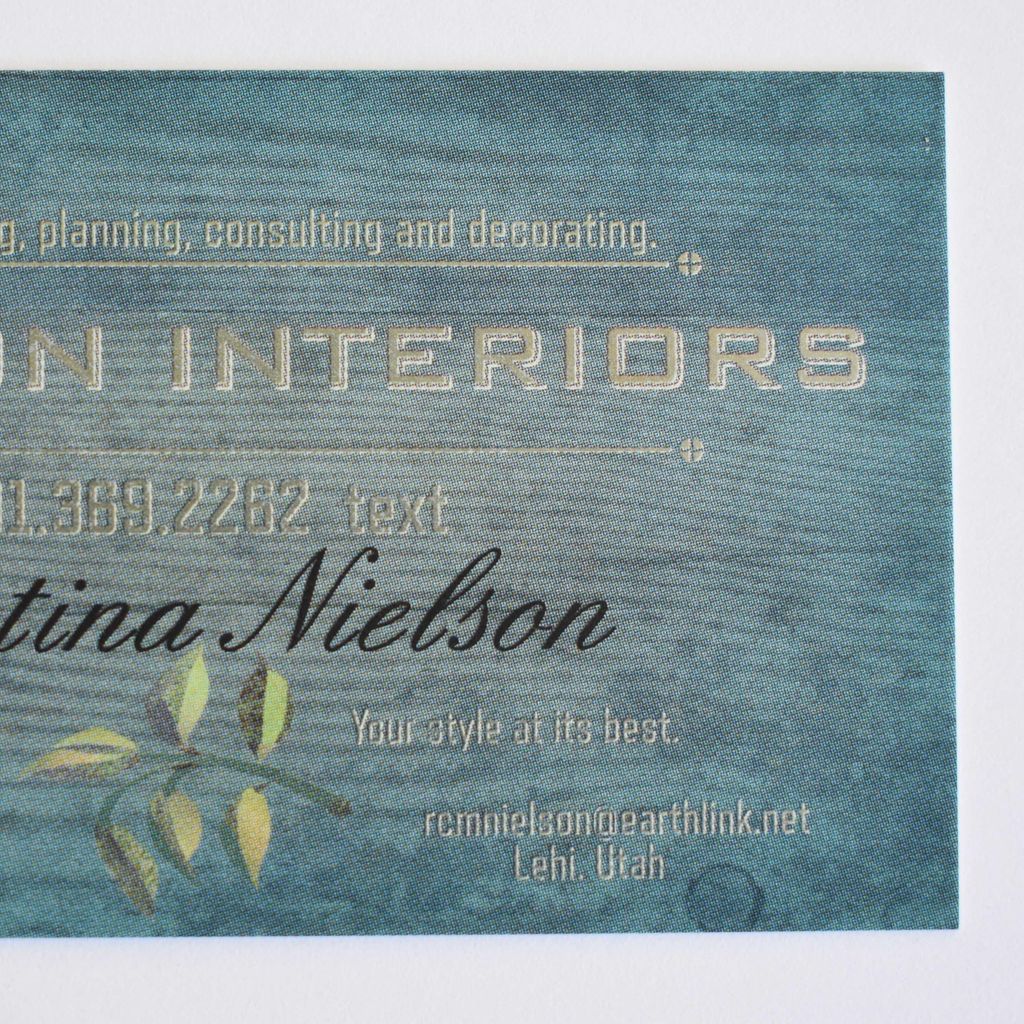 g, planning, consulting and decorating.
ON INTERIORS
1.369.2262 text
tina Nielson
Your style at its best.
rcmnielson@earthlink.net
Lehi. Utah